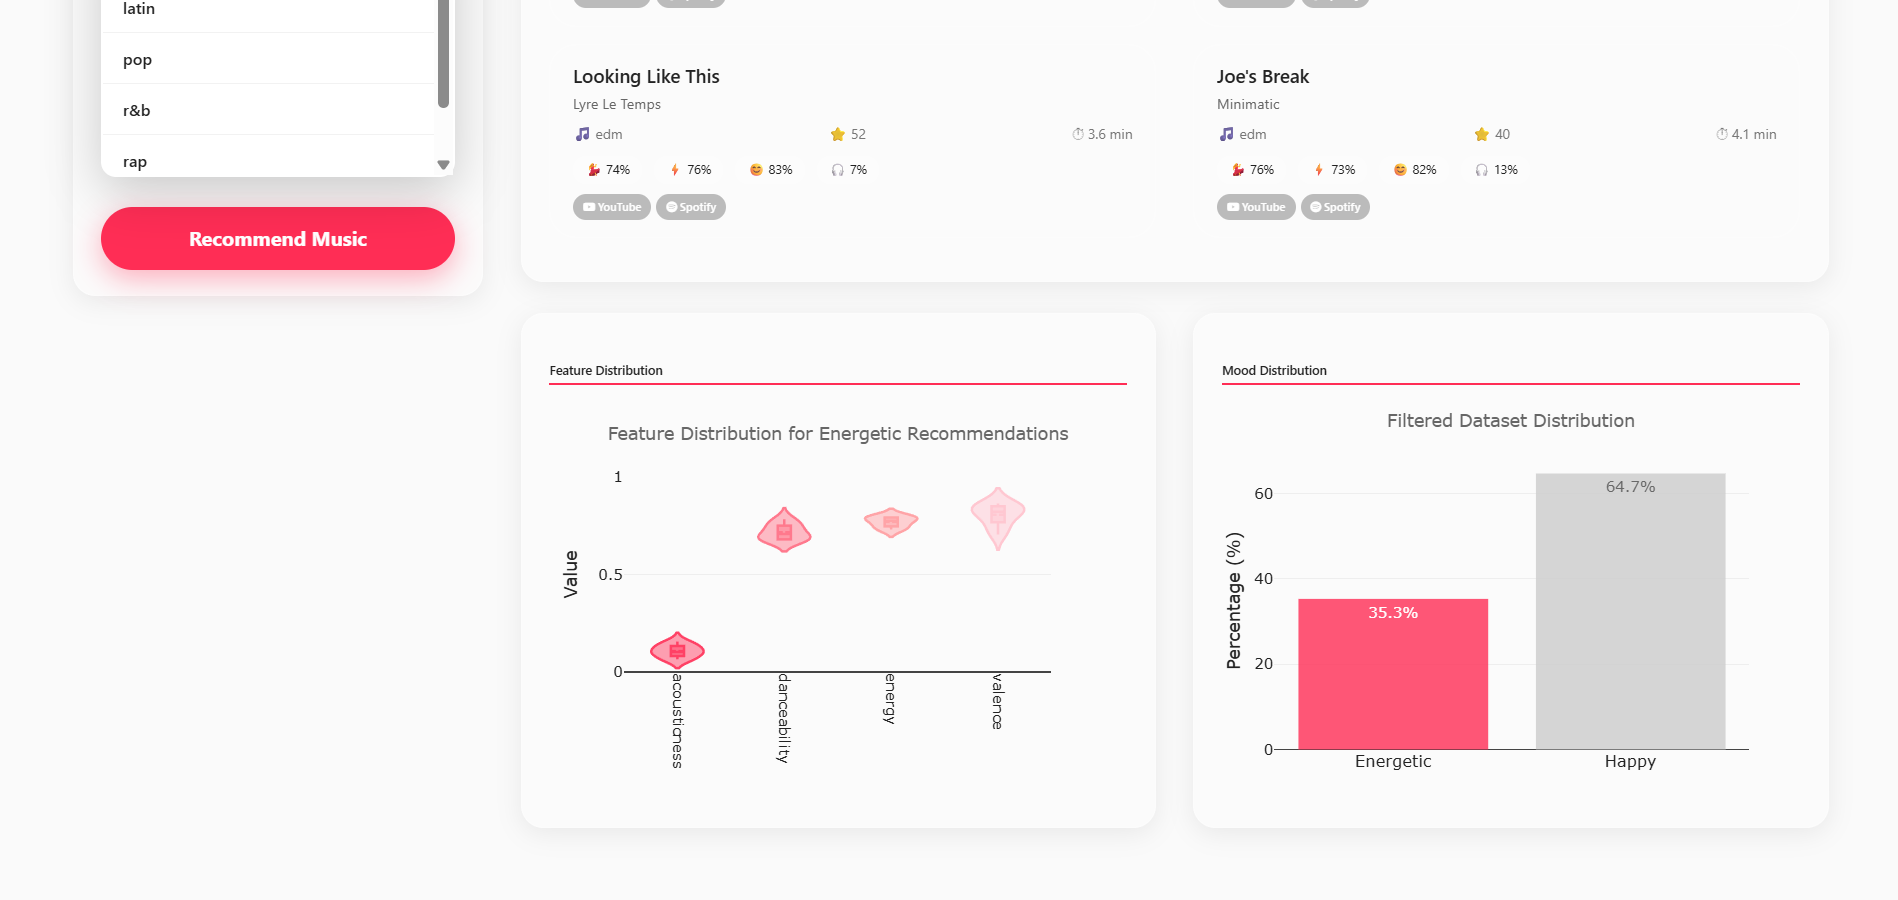 latin
pop
r&b
rap
Recommend Music
Looking Like This
Lyre Le Temps
edm
52
3.6 min
74%
76%
83%
7%
YouTube
Spotify
Joe's Break
Minimatic
edm
40
4.1 min
76%
73%
82%
13%
YouTube
Spotify
Feature Distribution
Feature Distribution for Energetic Recommendations
1
0.5
0
Value
acousticness
danceability
energy
valence
Mood Distribution
Filtered Dataset Distribution
60
40
20
0
Percentage (%)
35.3%
64.7%
Energetic
Happy